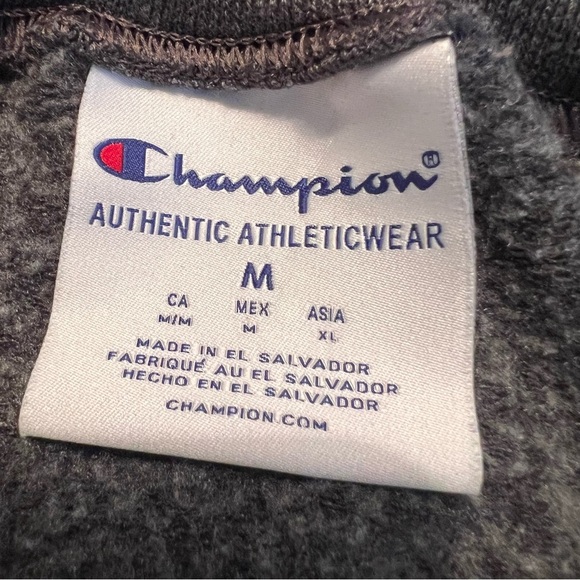 Champion®
AUTHENTIC ATHLETICWEAR
M
CA MEX ASIA
M/M M XL
MADE IN EL SALVADOR
FABRIQUÉ AU EL SALVADOR
HECHO EN EL SALVADOR
CHAMPION.COM